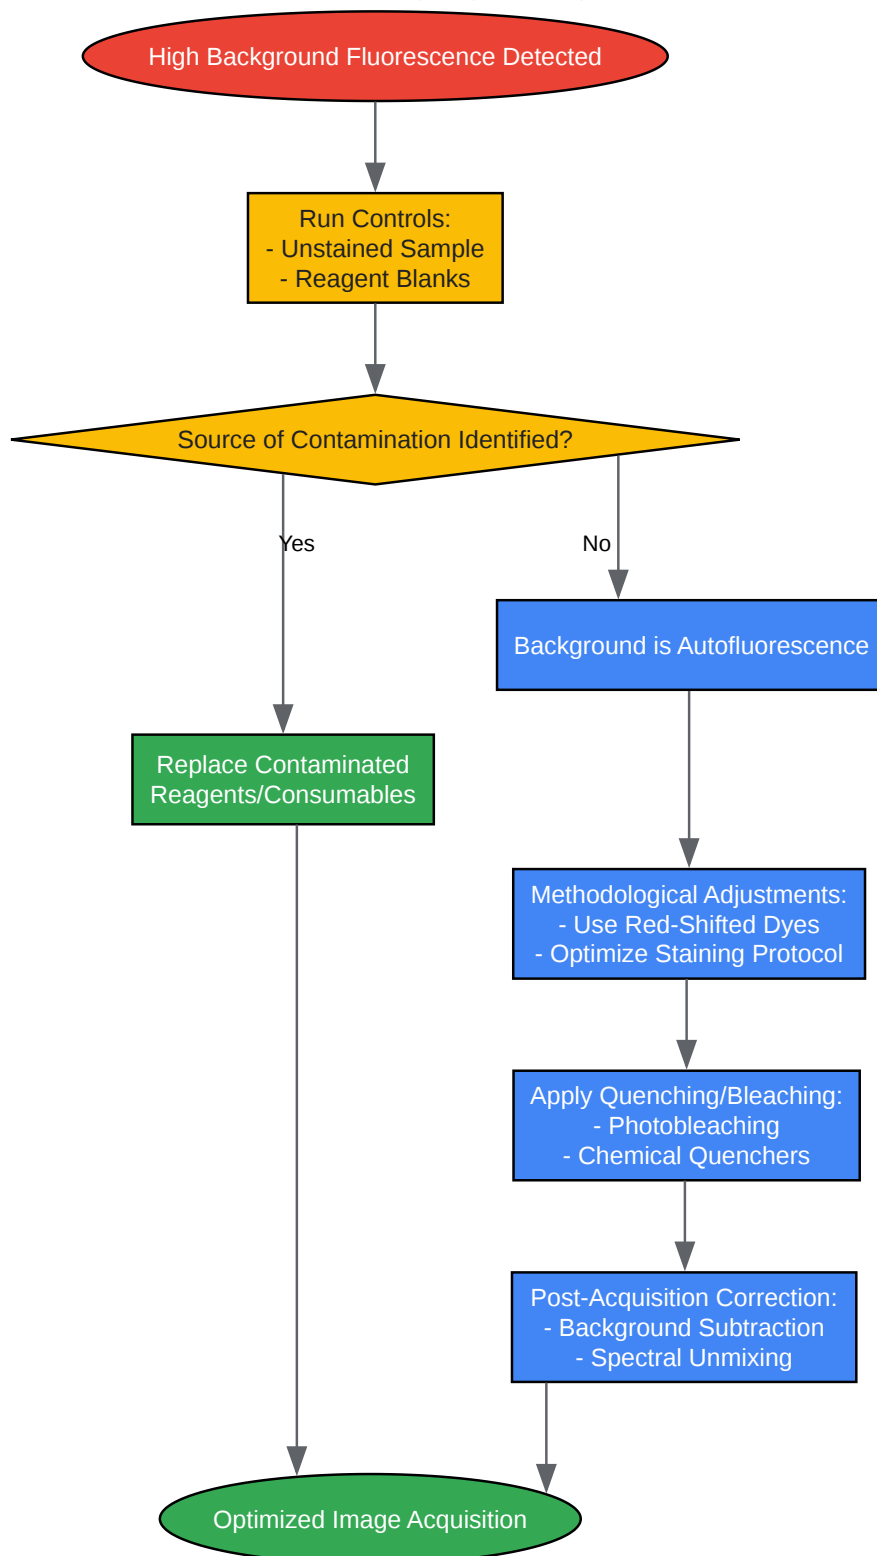 High Background Fluorescence Detected
Run Controls:
- Unstained Sample
- Reagent Blanks
Source of Contamination Identified?
Yes
No
Background is Autofluorescence
Replace Contaminated
Reagents/Consumables
Methodological Adjustments:
- Use Red-Shifted Dyes
- Optimize Staining Protocol
Apply Quenching/Bleaching:
- Photobleaching
- Chemical Quenchers
Post-Acquisition Correction:
- Background Subtraction
- Spectral Unmixing
Optimized Image Acquisition